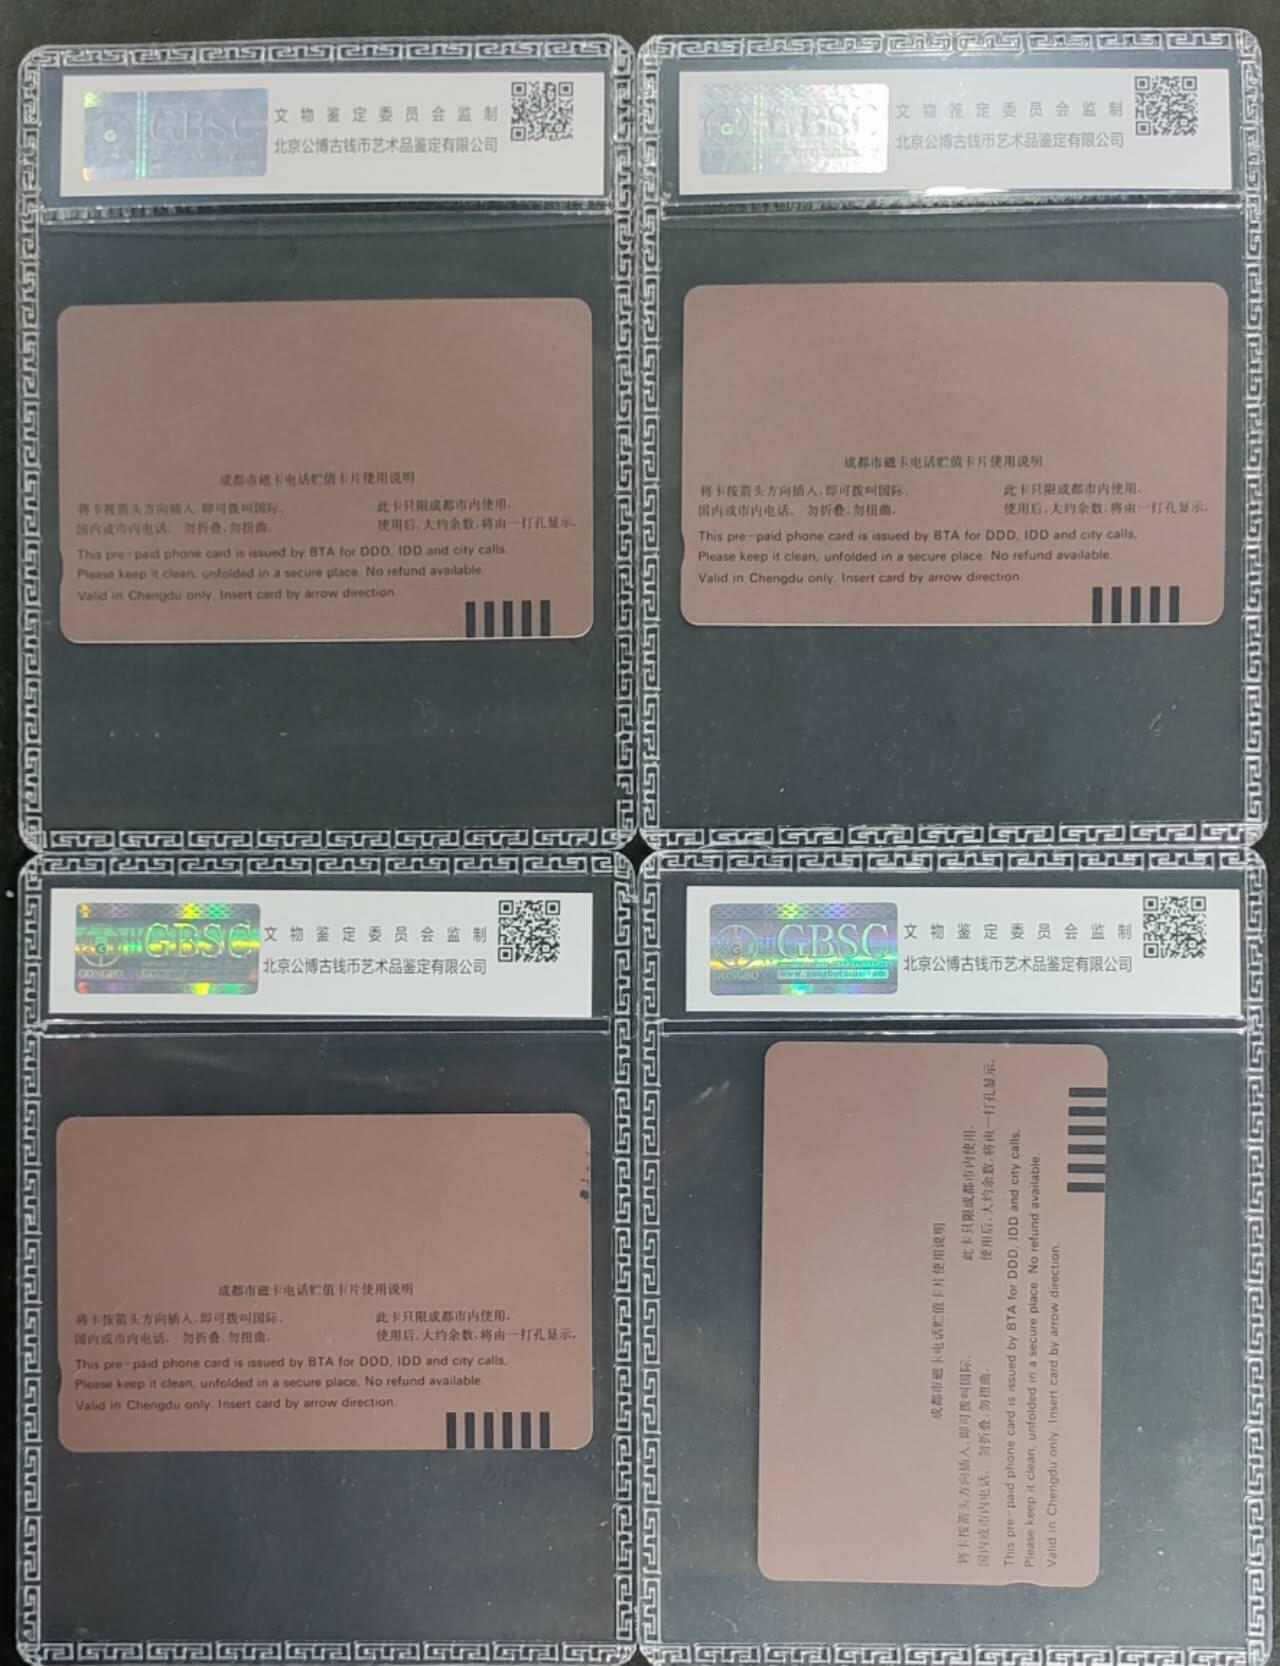 GBSC
文物鉴定委员会监制
北京公博古钱币艺术品鉴定有限公司
成都市磁卡电话贮值卡片使用说明
将卡按箭头方向插入,即可拨叫国际、
国内或市内电话。 勿折叠、勿扭曲。
此卡只限成都市内使用。
使用后,大约余数,将由一打孔显示。
This pre-paid phone card is issued by BTA for DDD, IDD and city calls.
Please keep it clean, unfolded in a secure place. No refund available.
Valid in Chengdu only. Insert card by arrow direction.
GBSC
文物鉴定委员会监制
北京公博古钱币艺术品鉴定有限公司
成都市磁卡电话贮值卡片使用说明
将卡按箭头方向插入,即可拨叫国际、
国内或市内电话。 勿折叠、勿扭曲。
此卡只限成都市内使用。
使用后,大约余数,将由一打孔显示。
This pre-paid phone card is issued by BTA for DDD, IDD and city calls.
Please keep it clean, unfolded in a secure place. No refund available.
Valid in Chengdu only. Insert card by arrow direction.
GBSC
文物鉴定委员会监制
北京公博古钱币艺术品鉴定有限公司
成都市磁卡电话贮值卡片使用说明
将卡按箭头方向插入,即可拨叫国际、
国内或市内电话。 勿折叠、勿扭曲。
此卡只限成都市内使用。
使用后,大约余数,将由一打孔显示。
This pre-paid phone card is issued by BTA for DDD, IDD and city calls.
Please keep it clean, unfolded in a secure place. No refund available.
Valid in Chengdu only. Insert card by arrow direction.
GBSC
GONGBO
www.gongbocoins.com
文物鉴定委员会监制
北京公博古钱币艺术品鉴定有限公司
成都市磁卡电话贮值卡片使用说明
将卡按箭头方向插入,即可拨叫国际、
国内或市内电话。 勿折叠、勿扭曲。
此卡只限成都市内使用。
使用后,大约余数,将由一打孔显示。
This pre-paid phone card is issued by BTA for DDD, IDD and city calls.
Please keep it clean, unfolded in a secure place. No refund available.
Valid in Chengdu only. Insert card by arrow direction.